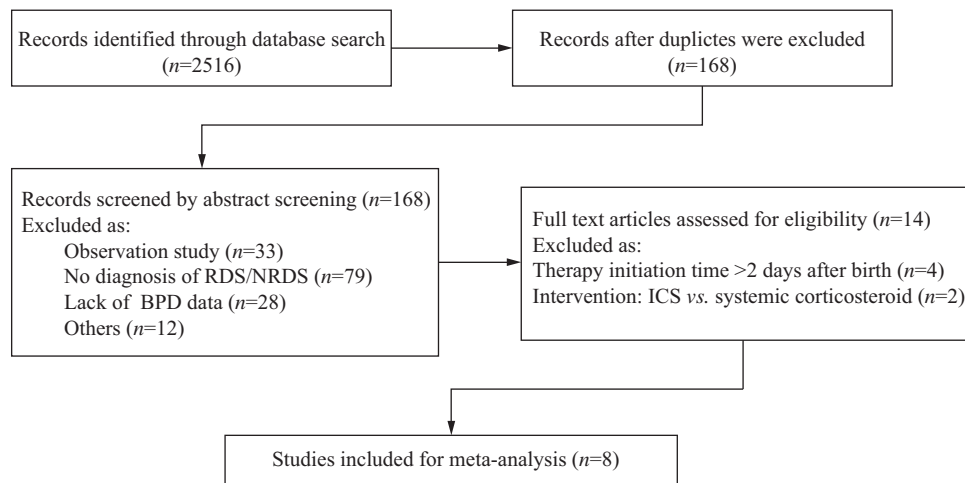 Records identified through database search
(n=2516)
Records after duplictes were excluded
(n=168)
Records screened by abstract screening (n=168)
Excluded as:
Observation study (n=33)
No diagnosis of RDS/NRDS (n=79)
Lack of BPD data (n=28)
Others (n=12)
Full text articles assessed for eligibility (n=14)
Excluded as:
Therapy initiation time >2 days after birth (n=4)
Intervention: ICS vs. systemic corticosteroid (n=2)
Studies included for meta-analysis (n=8)